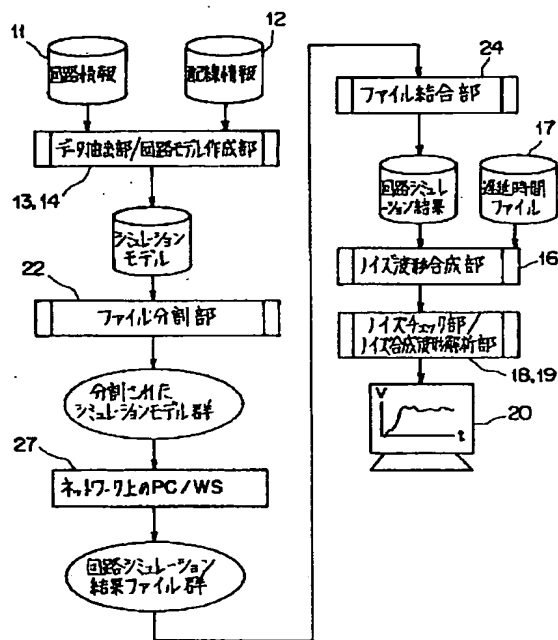 11
回路情報
12
配線情報
データ抽出部/回路モデル作成部
13,14
シミュレーション
モデル
22
ファイル分割部
分割された
シミュレーションモデル群
27
ネットワーク上のPC/WS
回路シミュレーション
結果ファイル群
24
ファイル結合部
17
回路シミュレ
ーション結果
遅延時間
ファイル
ノイズ波形合成部
16
ノイズチェック部/
ノイズ合成波形解析部
18,19
V
t
20